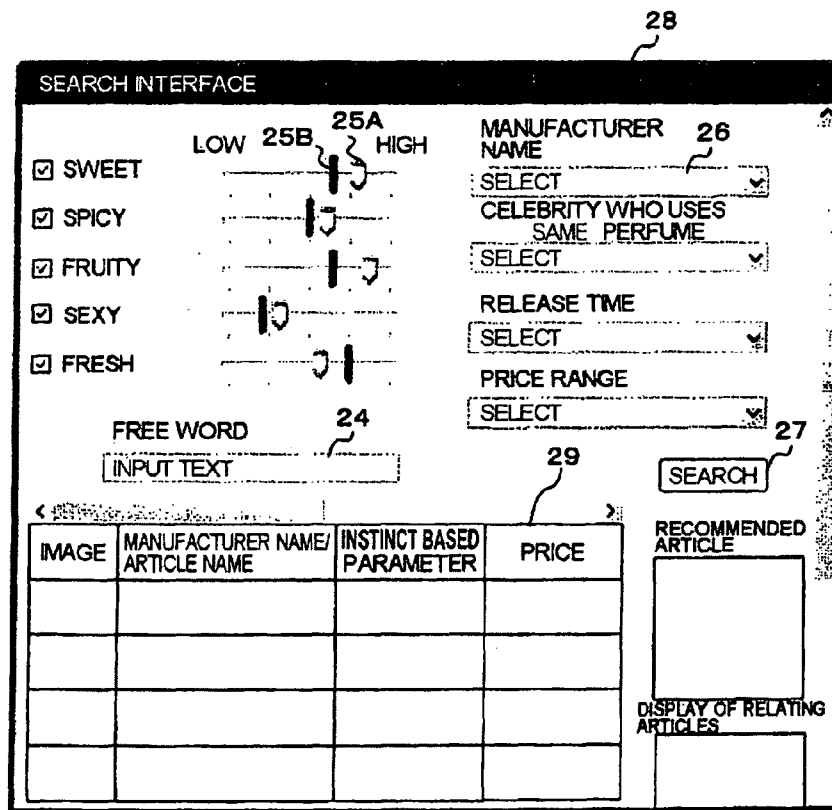 28
SEARCH INTERFACE
LOW 25B 25A HIGH
SWEET
SPICY
FRUITY
SEXY
FRESH
MANUFACTURER
NAME
26
SELECT
CELEBRITY WHO USES
SAME PERFUME
SELECT
RELEASE TIME
SELECT
PRICE RANGE
SELECT
FREE WORD
24
INPUT TEXT
27
SEARCH
29
IMAGE
MANUFACTURER NAME/
ARTICLE NAME
INSTINCT BASED
PARAMETER
PRICE
RECOMMENDED
ARTICLE
DISPLAY OF RELATING
ARTICLES